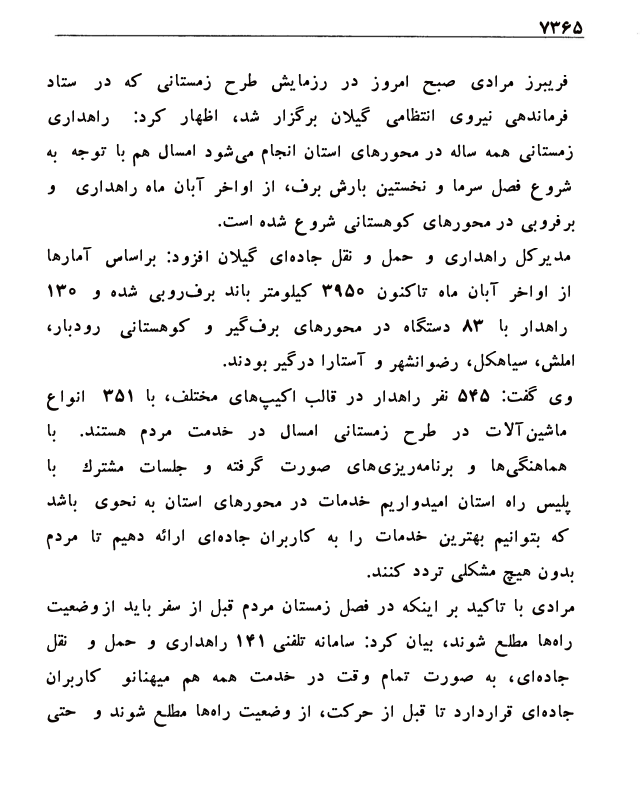 ۷۳۶۵
فریبرز مرادی صبح امروز در رزمایش طرح زمستانی که در ستاد
فرماندهی نیروی انتظامی گیلان برگزار شد، اظهار کرد: راهداری
زمستانی همه ساله در محورهای استان انجام می‌شود امسال هم با توجه به
شروع فصل سرما و نخستین بارش برف، از اواخر آبان ماه راهداری و
برفروبی در محورهای کوهستانی شروع شده است.
مدیرکل راهداری و حمل و نقل جاده‌ای گیلان افزود: براساس آمارها
از اواخر آبان ماه تاکنون ۳۹۵۰ کیلومتر باند برف‌روبی شده و ۱۳۰
راهدار با ۸۳ دستگاه در محورهای برف‌گیر و کوهستانی رودبار،
املش، سیاهکل، رضوانشهر و آستارا درگیر بودند.
وی گفت: ۵۴۵ نفر راهدار در قالب اکیپ‌های مختلف، با ۳۵۱ انواع
ماشین‌آلات در طرح زمستانی امسال در خدمت مردم هستند. با
هماهنگی‌ها و برنامه‌ریزی‌های صورت گرفته و جلسات مشترك با
پلیس راه استان امیدواریم خدمات در محورهای استان به نحوی باشد
که بتوانیم بهترین خدمات را به کاربران جاده‌ای ارائه دهیم تا مردم
بدون هیچ مشکلی تردد کنند.
مرادی با تاکید بر اینکه در فصل زمستان مردم قبل از سفر باید از وضعیت
راه‌ها مطلع شوند، بیان کرد: سامانه تلفنی ۱۴۱ راهداری و حمل و نقل
جاده‌ای، به صورت تمام وقت در خدمت همه هم میهنانو کاربران
جاده‌ای قراردارد تا قبل از حرکت، از وضعیت راه‌ها مطلع شوند و حتی